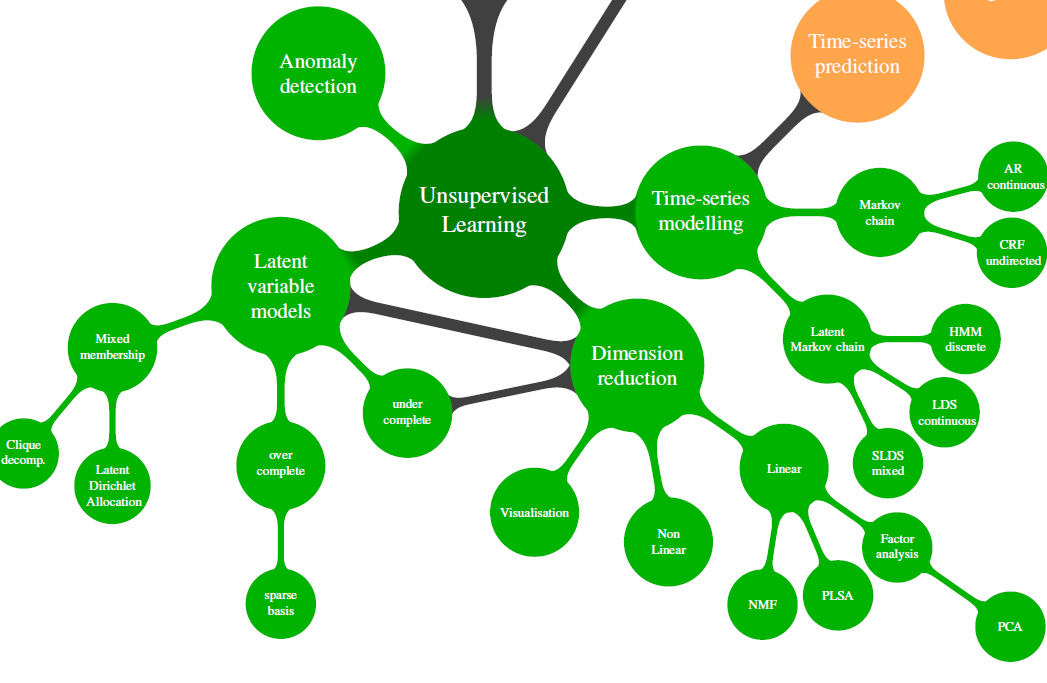 Anomaly
detection
Time-series
prediction
Unsupervised
Learning
Time-series
modelling
Markov
chain
AR
continuous
CRF
undirected
Latent
variable
models
Mixed
membership
Clique
decomp.
Latent
Dirichlet
Allocation
over
complete
sparse
basis
under
complete
Dimension
reduction
Visualisation
Non
Linear
Linear
NMF
PLSA
Factor
analysis
PCA
Latent
Markov chain
HMM
discrete
LDS
continuous
SLDS
mixed